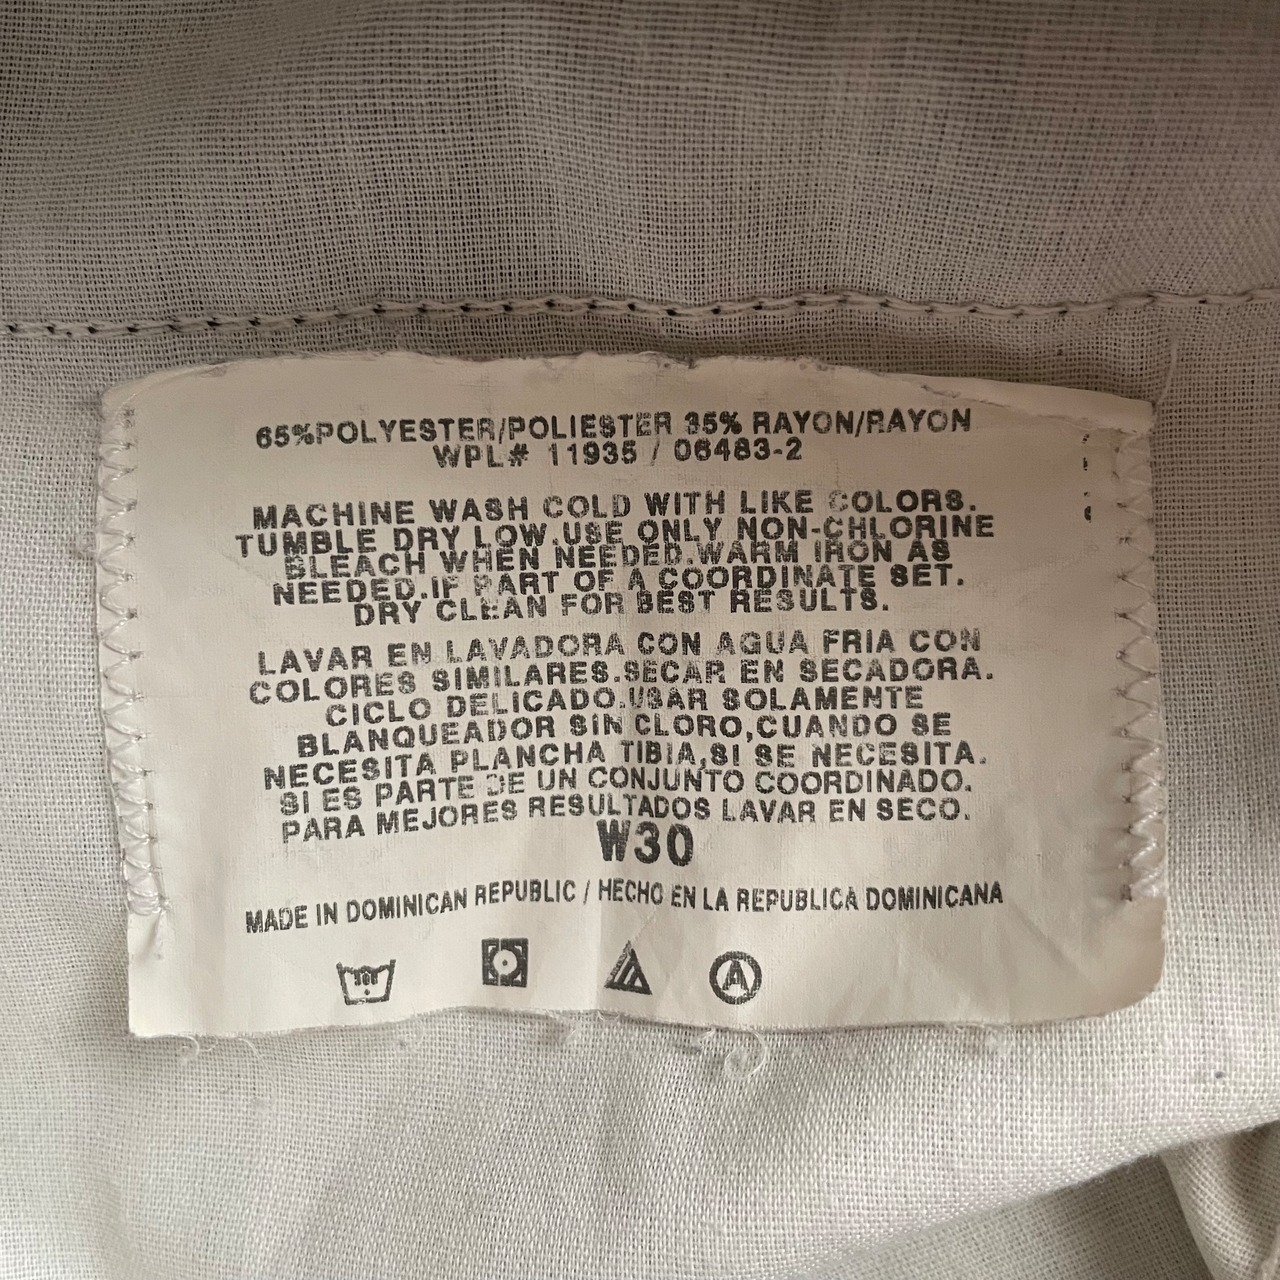 65%POLYESTER/POLIESTER 35% RAYON/RAYON
WPL# 11935 / 06483-2
MACHINE WASH COLD WITH LIKE COLORS.
TUMBLE DRY LOW.USE ONLY NON-CHLORINE
BLEACH WHEN NEEDED.WARM IRON AS
NEEDED.IF PART OF A COORDINATE SET.
DRY CLEAN FOR BEST RESULTS.
LAVAR EN LAVADORA CON AGUA FRIA CON
COLORES SIMILARES.SECAR EN SECADORA.
CICLO DELICADO.USAR SOLAMENTE
BLANQUEADOR SIN CLORO,CUANDO SE
NECESITA PLANCHA TIBIA,SI SE NECESITA.
SI ES PARTE DE UN CONJUNTO COORDINADO.
PARA MEJORES RESULTADOS LAVAR EN SECO.
W30
MADE IN DOMINICAN REPUBLIC / HECHO EN LA REPUBLICA DOMINICANA
A